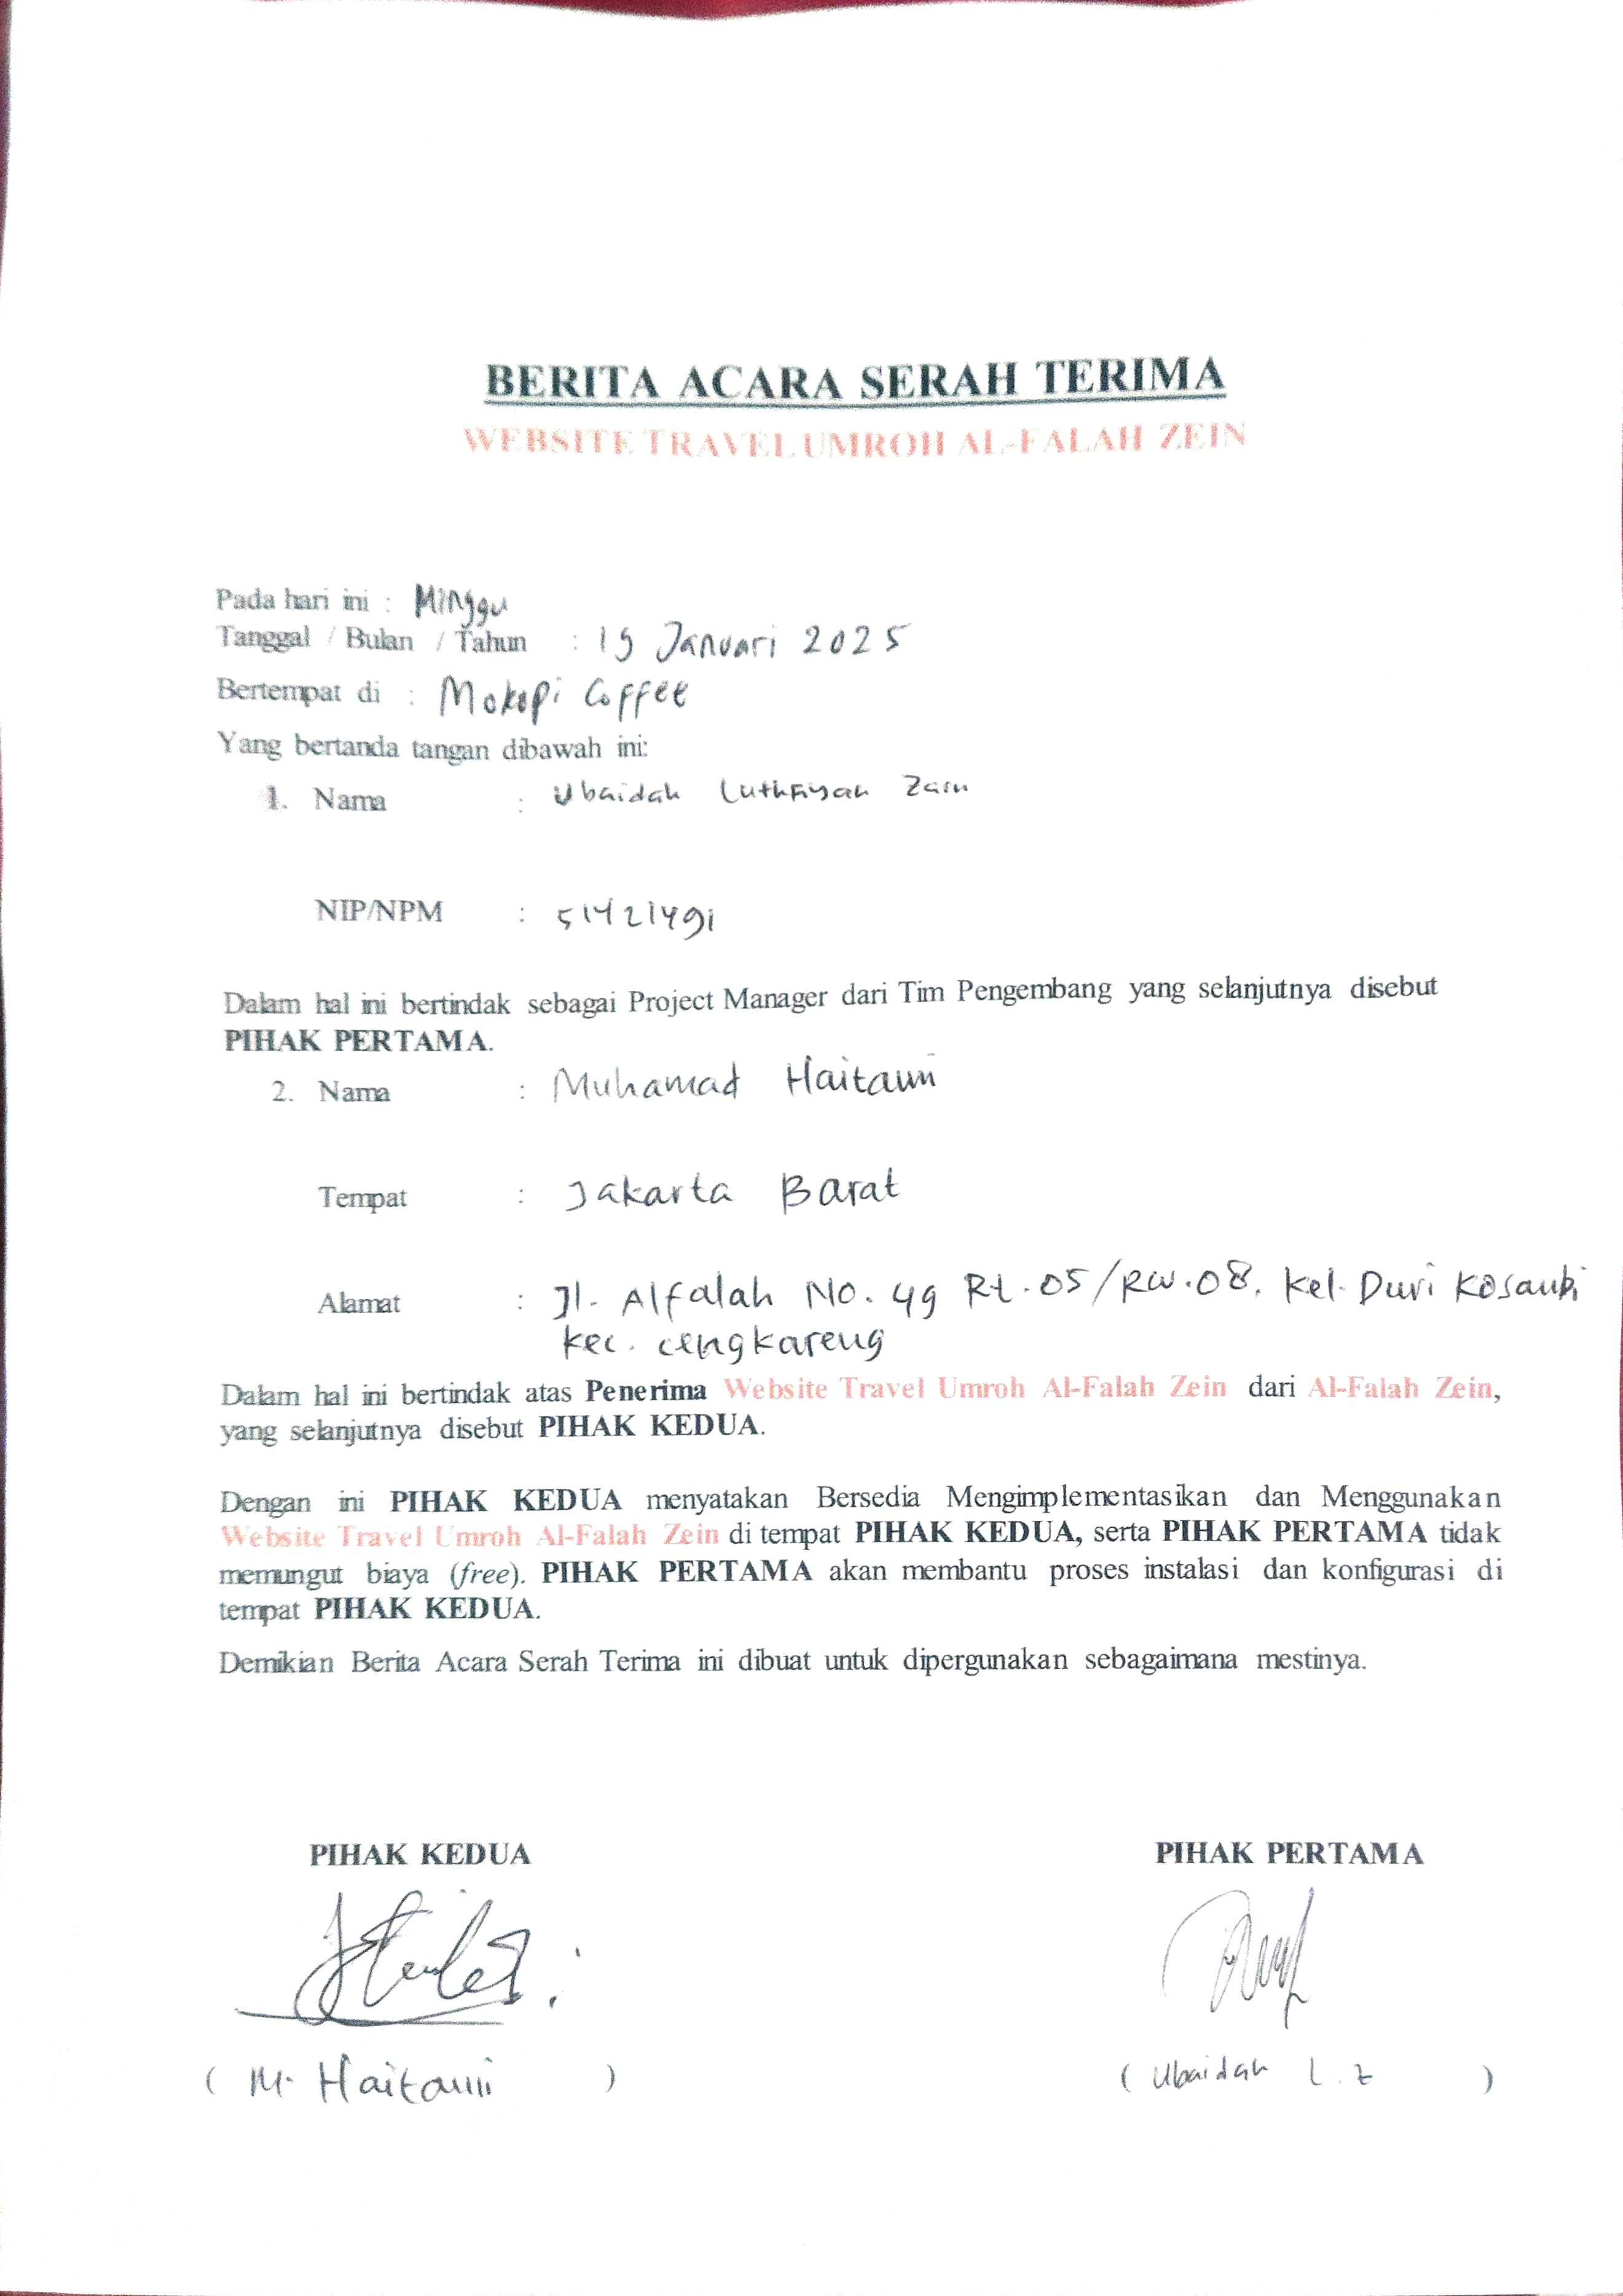 BERITA ACARA SERAH TERIMA
WEBSITE TRAVEL UMROH AL-FALAH ZEIN
Pada hari ini : Minggu
Tanggal / Bulan / Tahun : 19 Januari 2025
Bertempat di : Mokopi Coffee
Yang bertanda tangan dibawah ini:
1. Nama : Ubaidah Luthfiyah Zain
NIP/NPM : 51421491
Dalam hal ini bertindak sebagai Project Manager dari Tim Pengembang yang selanjutnya disebut
PIHAK PERTAMA.
2. Nama : Muhamad Haitami
Tempat : Jakarta Barat
Alamat : Jl. Alfalah No. 49 Rt. 05/RW.08. Kel. Duri Kosambi
kec. cengkareng
Dalam hal ini bertindak atas Penerima Website Travel Umroh Al-Falah Zein dari Al-Falah Zein,
yang selanjutnya disebut PIHAK KEDUA.
Dengan ini PIHAK KEDUA menyatakan Bersedia Mengimplementasikan dan Menggunakan
Website Travel Umroh Al-Falah Zein di tempat PIHAK KEDUA, serta PIHAK PERTAMA tidak
memungut biaya (free). PIHAK PERTAMA akan membantu proses instalasi dan konfigurasi di
tempat PIHAK KEDUA.
Demikian Berita Acara Serah Terima ini dibuat untuk dipergunakan sebagaimana mestinya.
PIHAK KEDUA PIHAK PERTAMA
( M. Haitami ) ( Ubaidah L.Z )